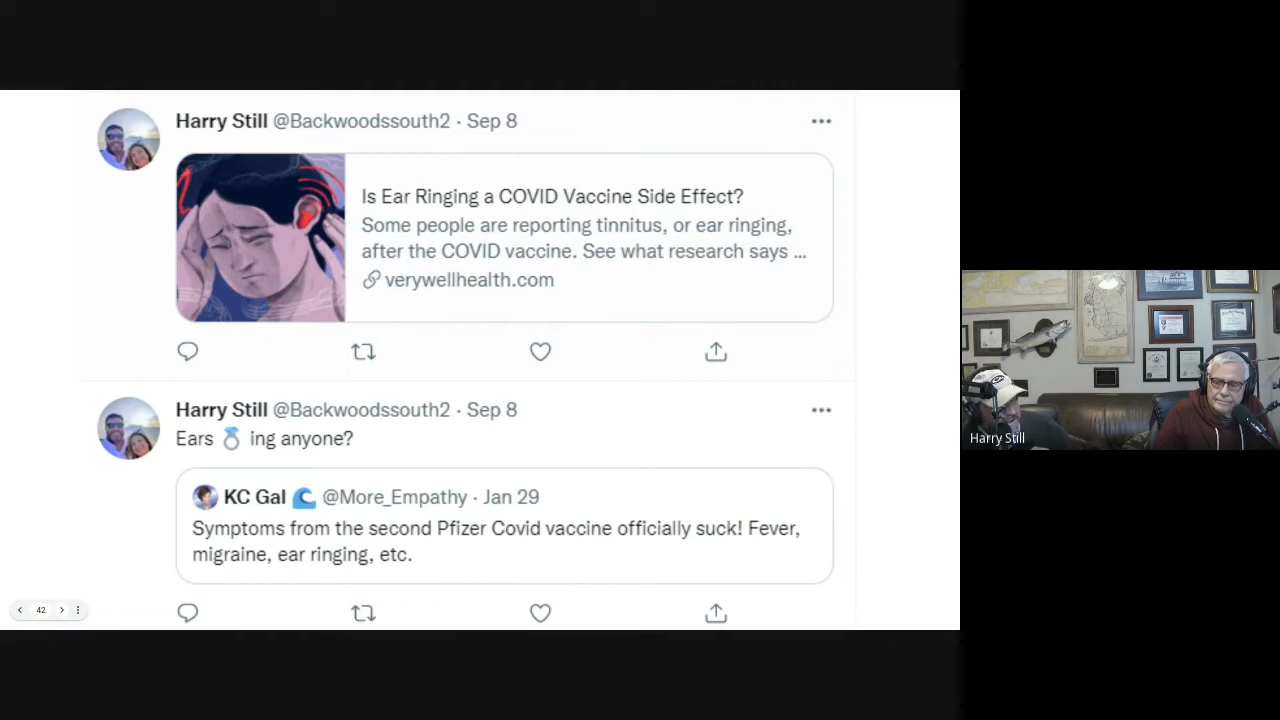 Harry Still @Backwoodssouth2 · Sep 8
Is Ear Ringing a COVID Vaccine Side Effect?
Some people are reporting tinnitus, or ear ringing,
after the COVID vaccine. See what research says ...
verywellhealth.com
Harry Still @Backwoodssouth2 · Sep 8
Ears 💍 ing anyone?
KC Gal 🌊 @More_Empathy · Jan 29
Symptoms from the second Pfizer Covid vaccine officially suck! Fever,
migraine, ear ringing, etc.
42
Harry Still